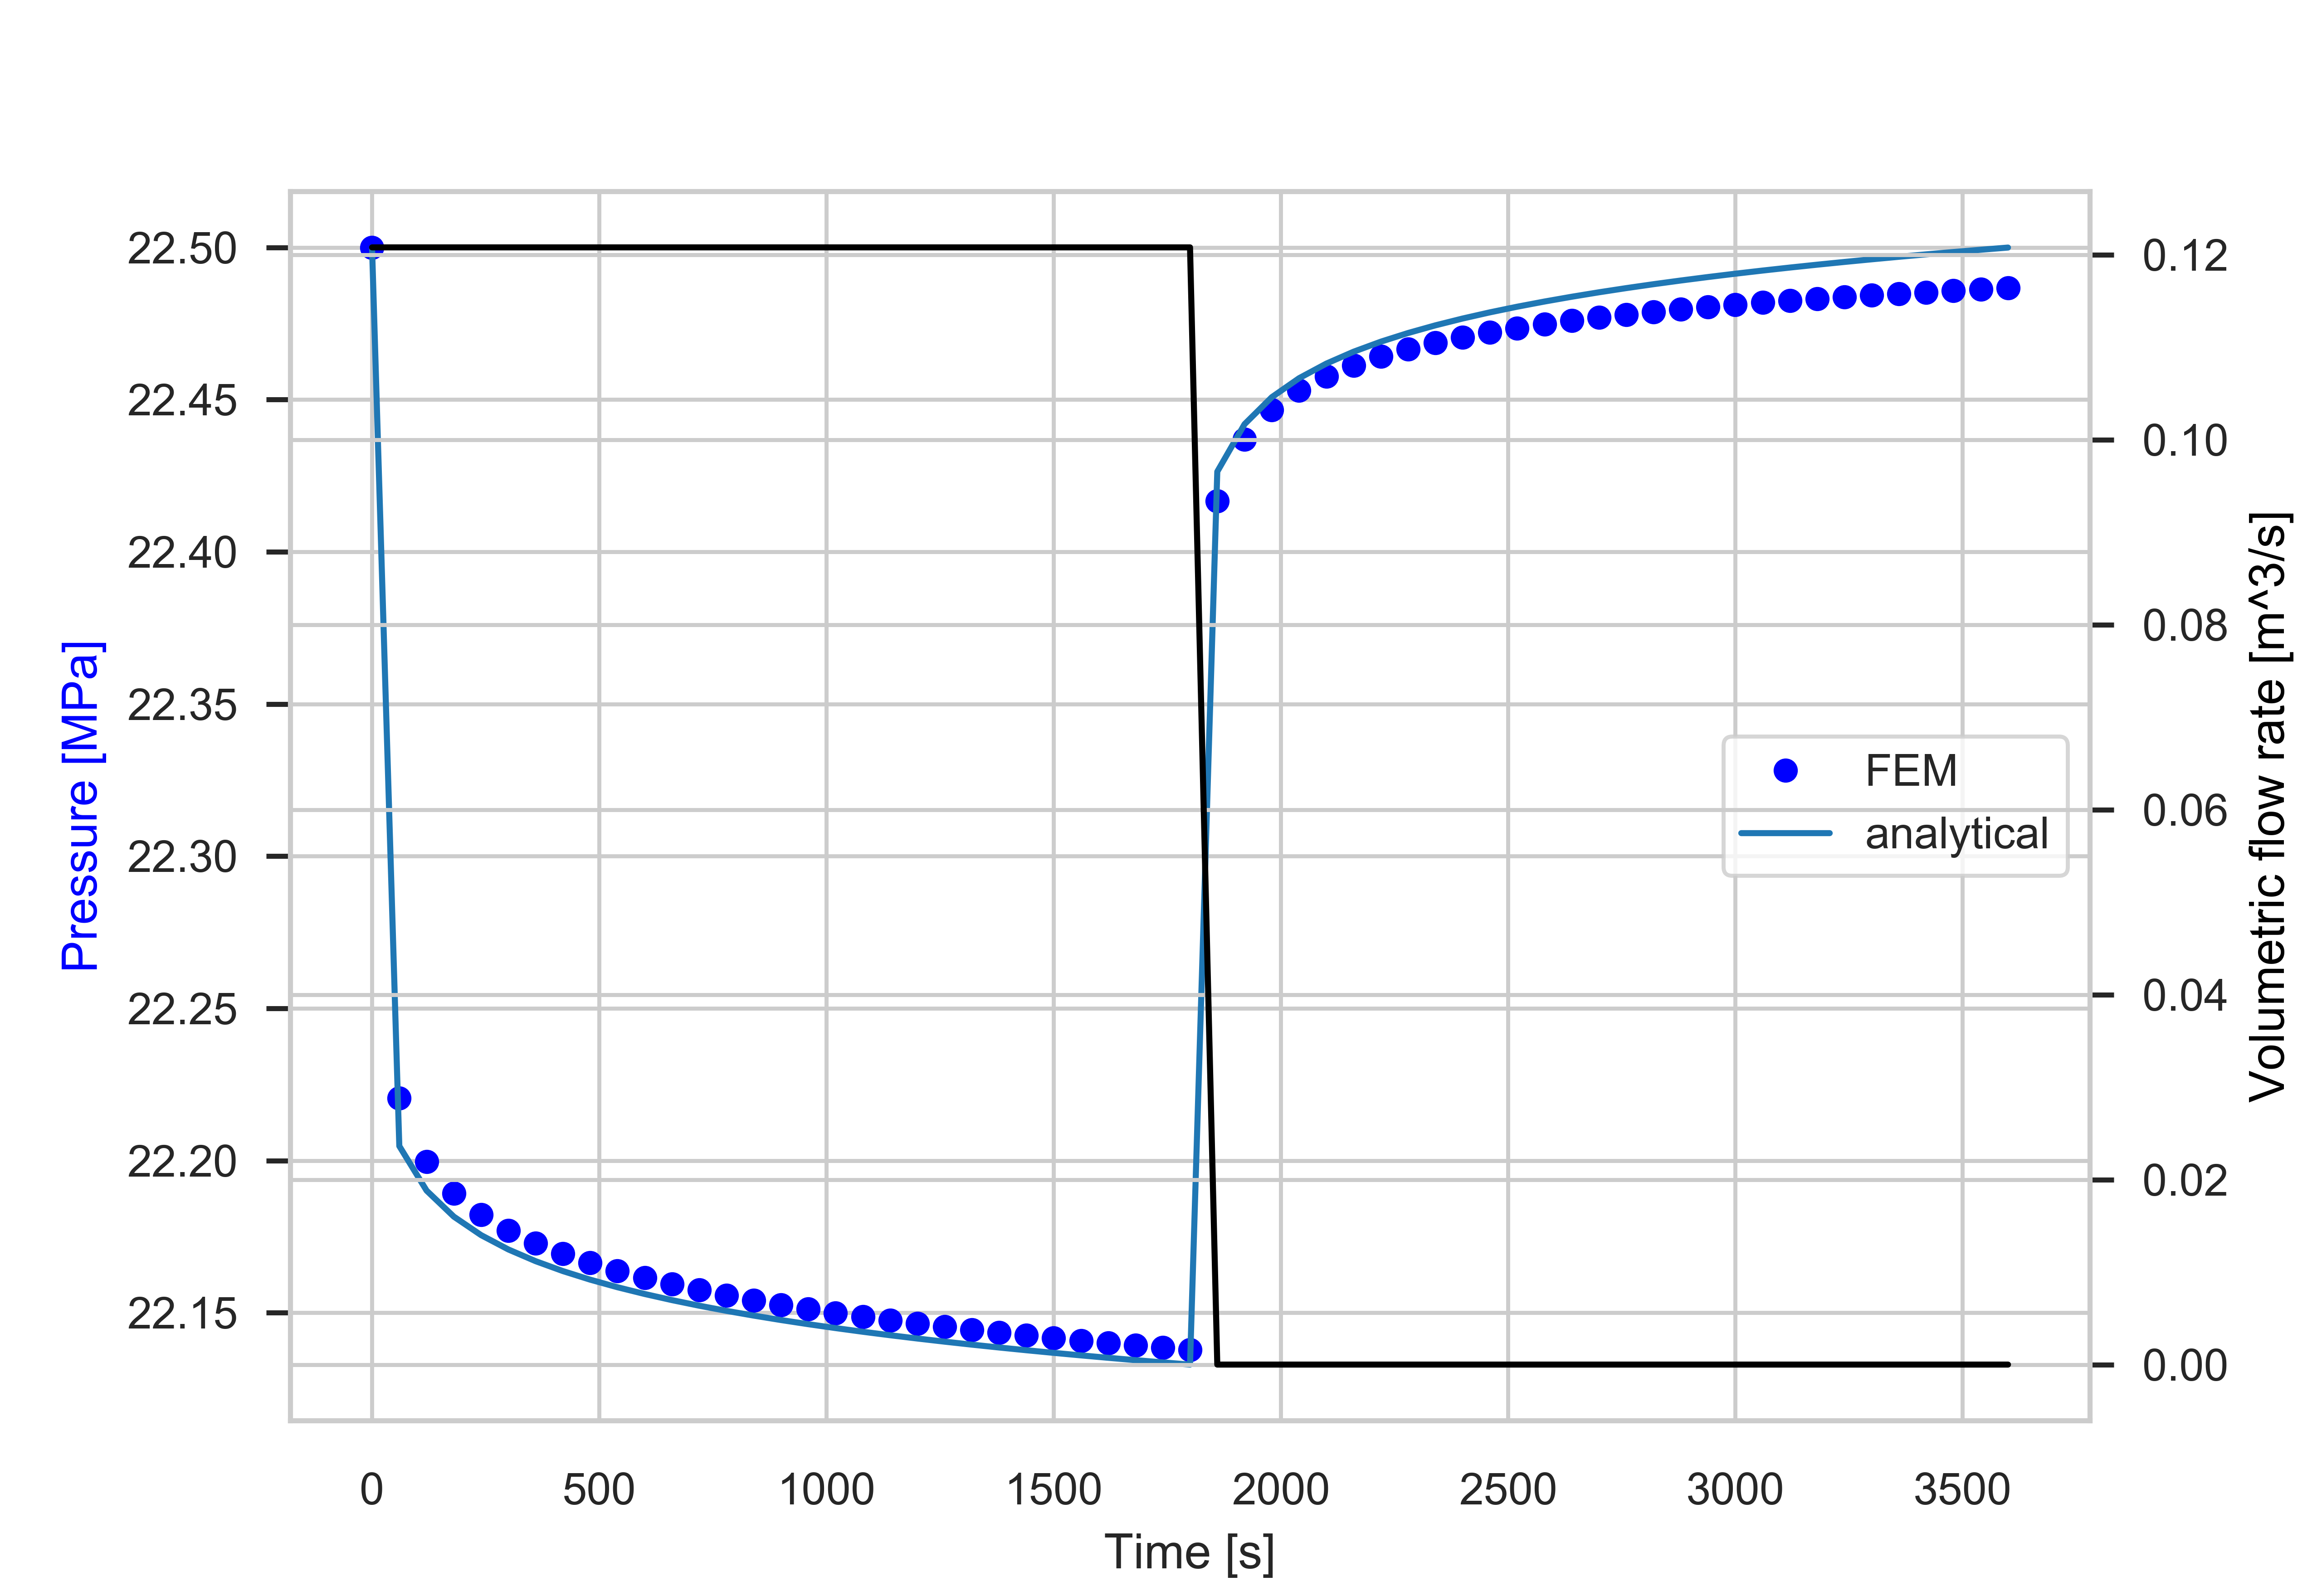 22.50
22.45
22.40
22.35
22.30
22.25
22.20
22.15
Pressure [MPa]
0.12
0.10
0.08
0.06
0.04
0.02
0.00
Volumetric flow rate [m^3/s]
FEM
analytical
0 500 1000 1500 2000 2500 3000 3500
Time [s]